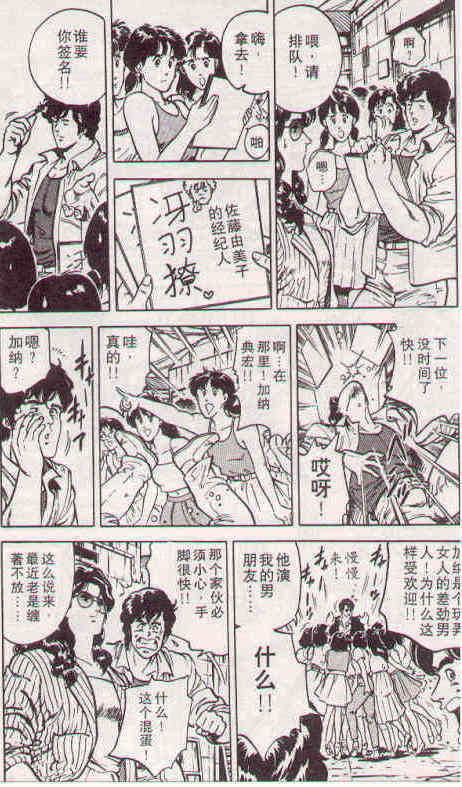 啊？
喂，请
排队！
嗯…
嗨，
拿去！
啪
谁要
你签名!!
佐藤由美子
的经纪人
冴羽獠
下一位，
没时间了
快!!
哎呀！
啊…在
那里！加纳
典宏!!
哇，
真的!!
嗯？
加纳？
加纳是个玩弄
女人的差劲男
人！为什么这
样受欢迎!!
慢慢
来！
他演
我的男
朋友……
什么!!
那个家伙必
须小心，手
脚很快!!
什么！
这个混蛋！
这么说来，
最近老是缠
著不放……